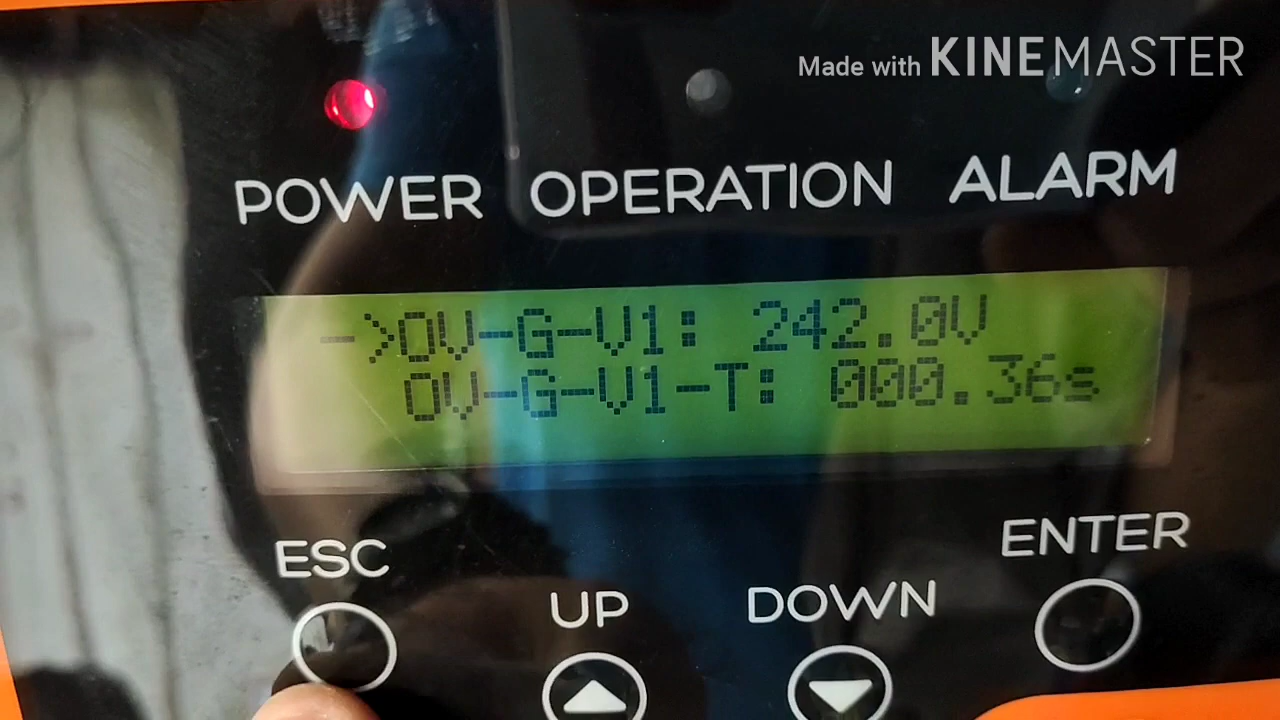 Made with KINEMASTER
POWER OPERATION ALARM
->OV-G-V1: 242.0V
OV-G-V1-T: 000.36s
ESC UP DOWN ENTER